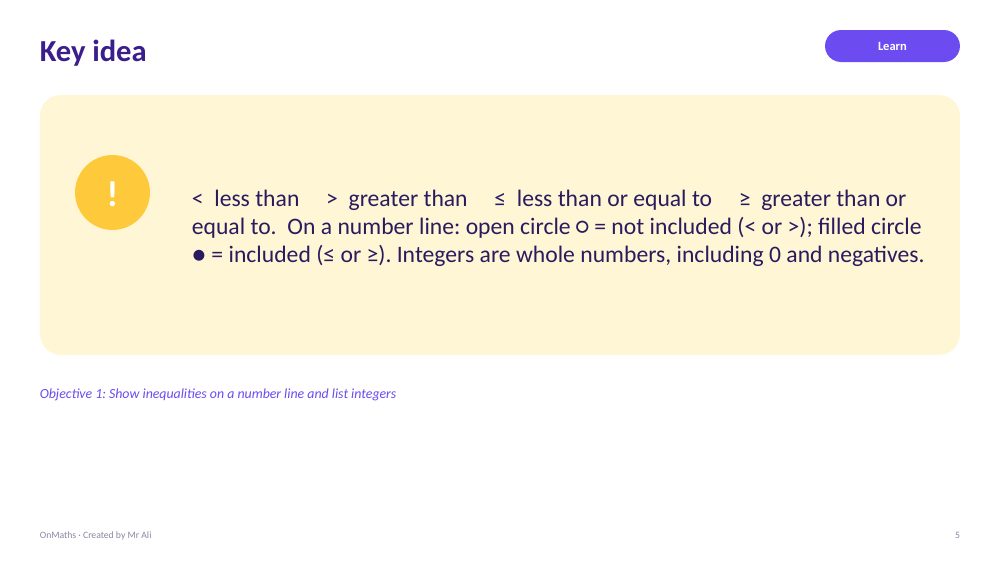 Key idea
Learn
!
< less than > greater than ≤ less than or equal to ≥ greater than or
equal to. On a number line: open circle ○ = not included (< or >); filled circle
● = included (≤ or ≥). Integers are whole numbers, including 0 and negatives.
Objective 1: Show inequalities on a number line and list integers
OnMaths · Created by Mr Ali
5